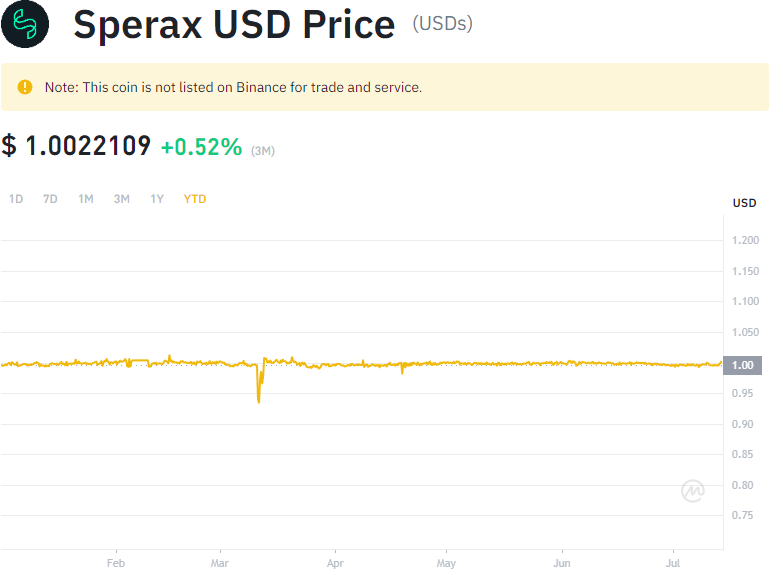 Sperax USD Price (USDs)
Note: This coin is not listed on Binance for trade and service.
$ 1.0022109 +0.52% (3M)
1D 7D 1M 3M 1Y YTD
USD
1.200
1.150
1.100
1.050
1.00
0.95
0.90
0.85
0.80
0.75
Feb Mar Apr May Jun Jul